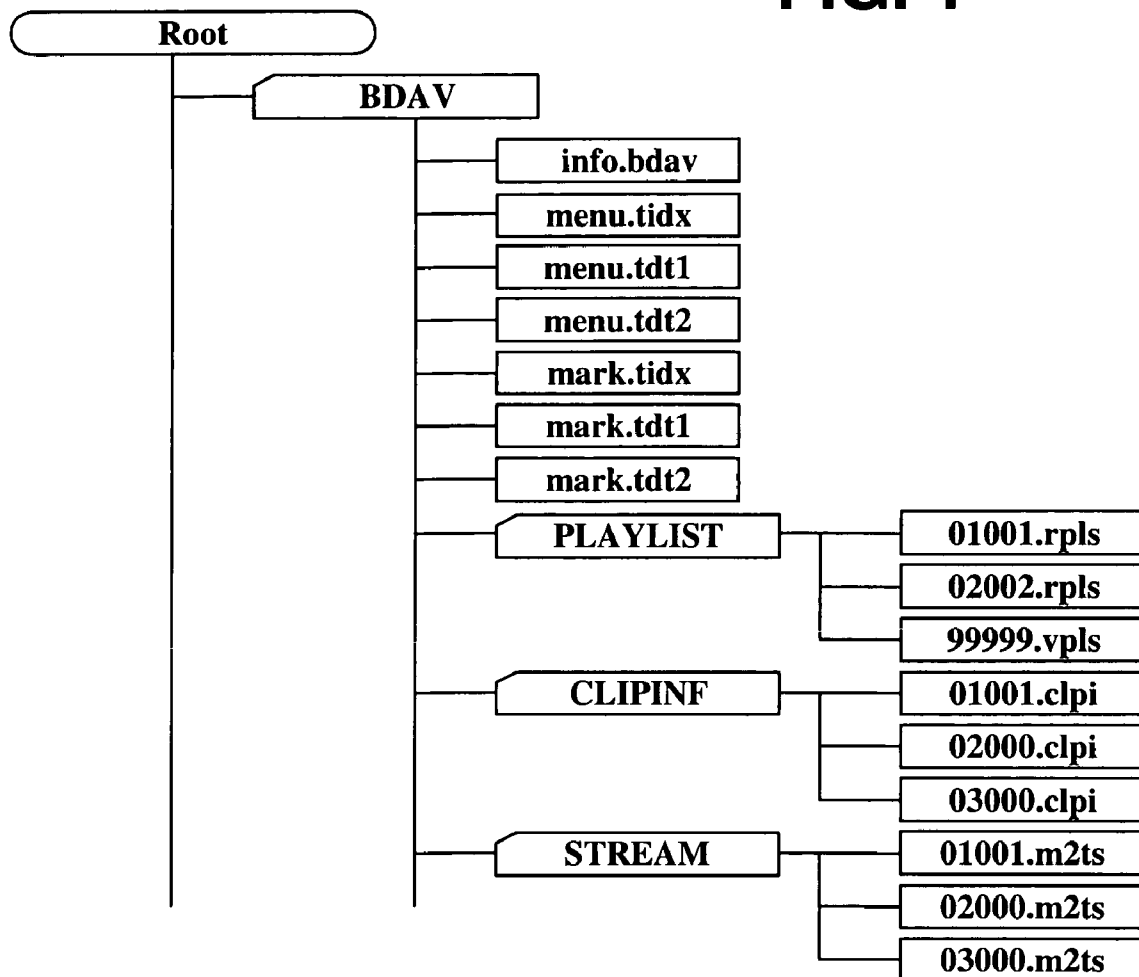 Root
BDAV
info.bdav
menu.tidx
menu.tdt1
menu.tdt2
mark.tidx
mark.tdt1
mark.tdt2
PLAYLIST
01001.rpls
02002.rpls
99999.vpls
CLIPINF
01001.clpi
02000.clpi
03000.clpi
STREAM
01001.m2ts
02000.m2ts
03000.m2ts